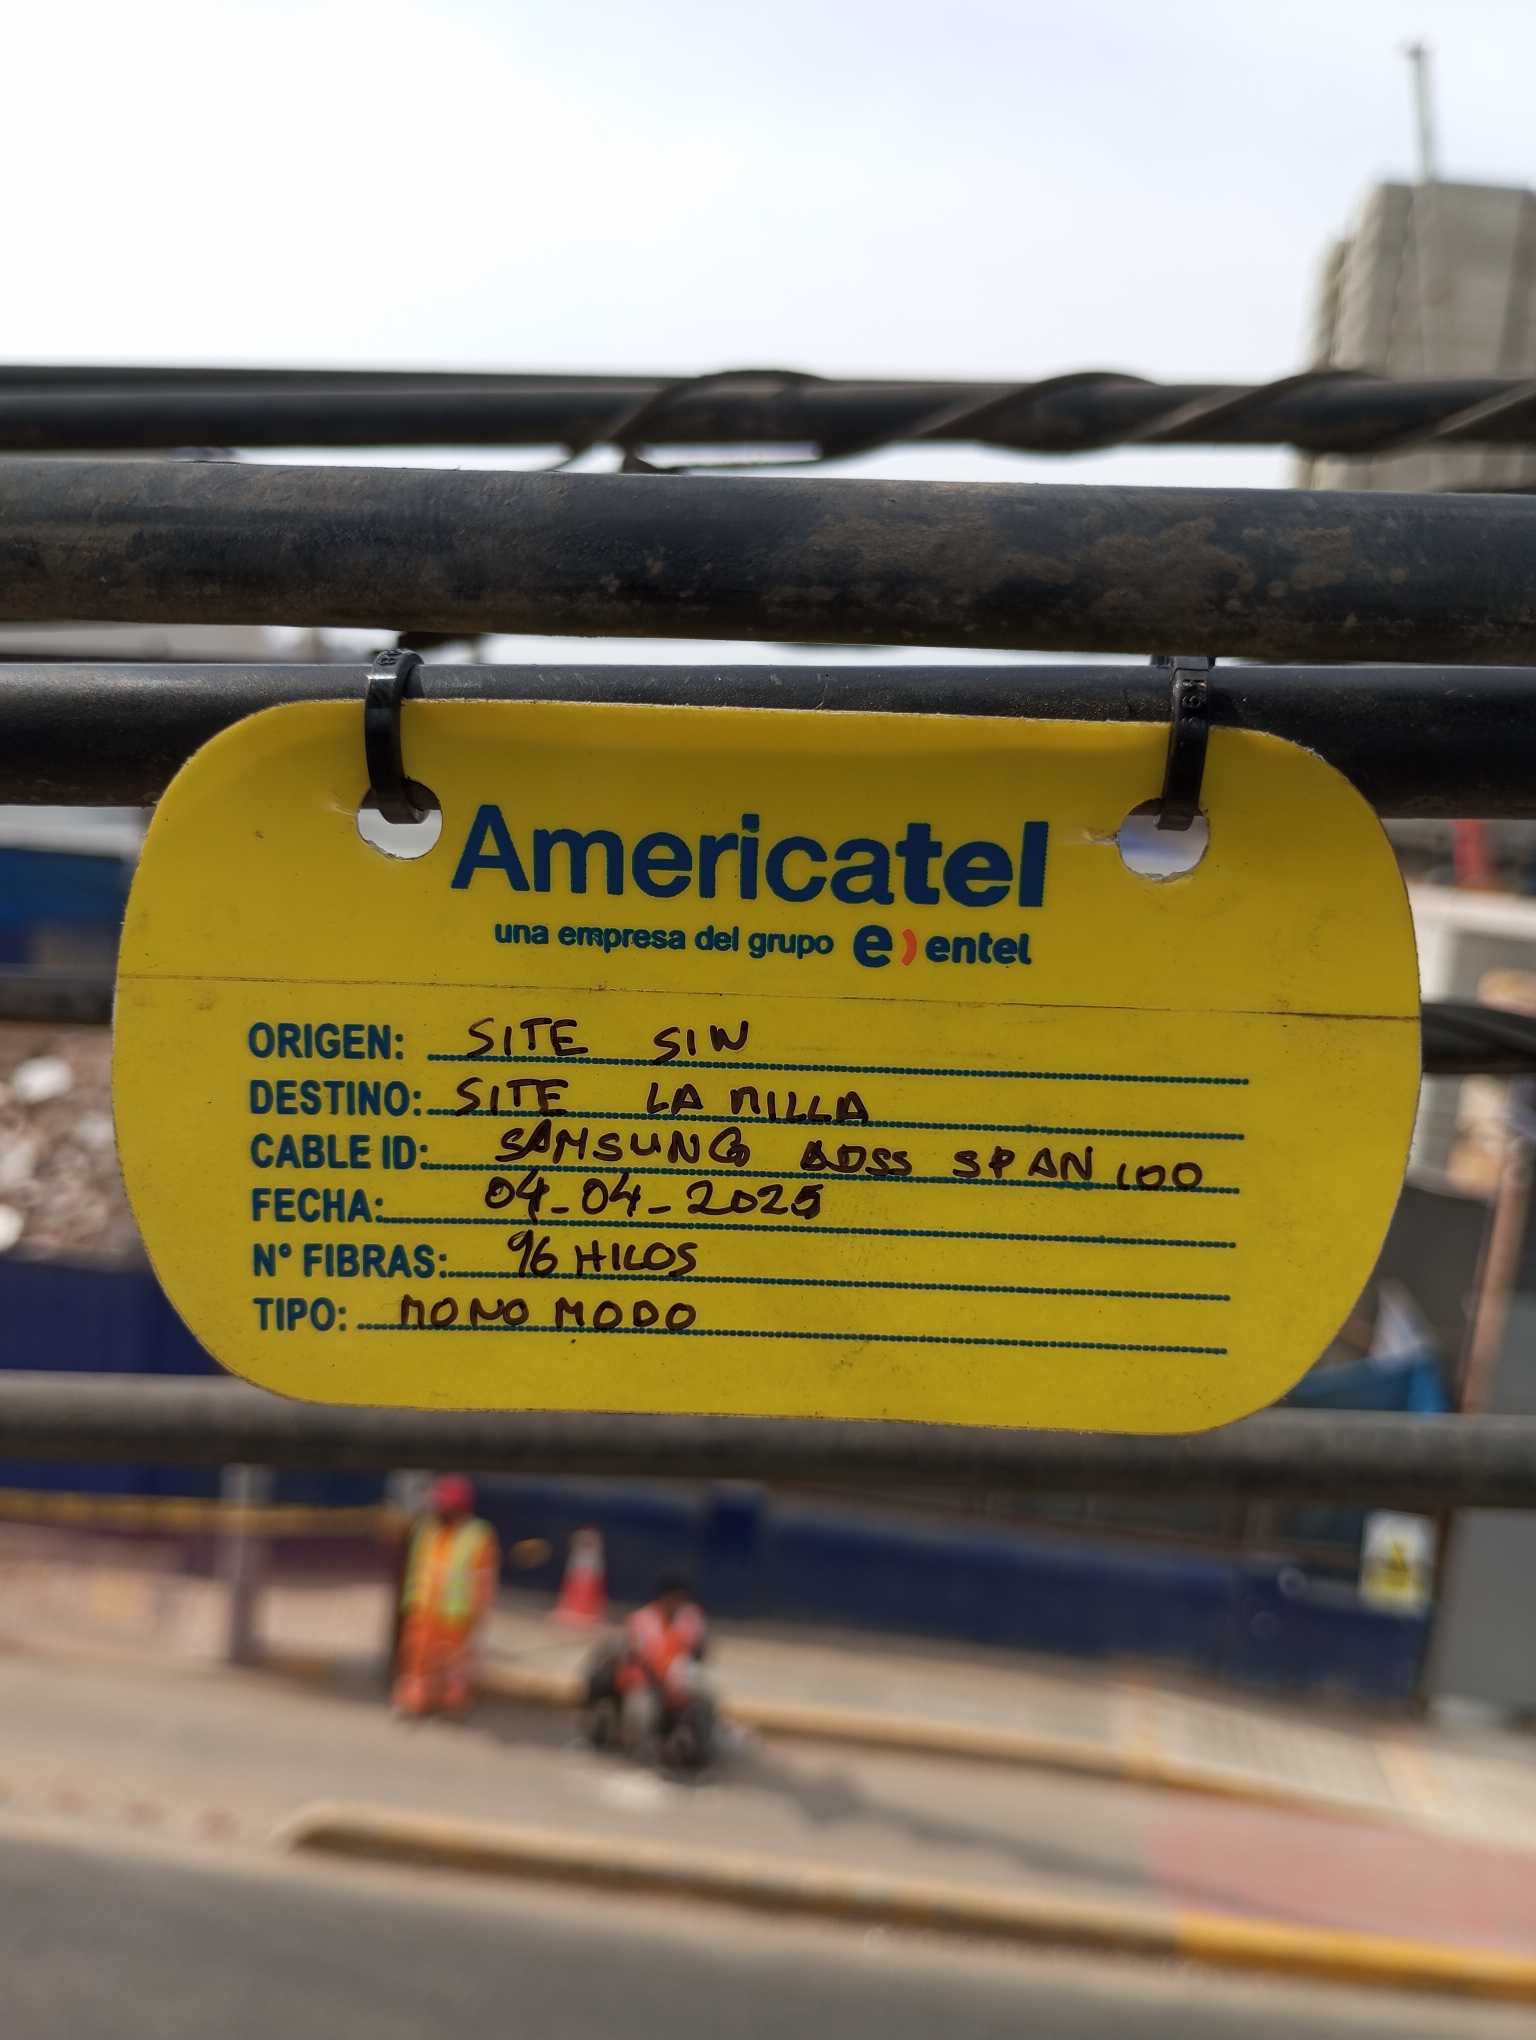 Americatel
una empresa del grupo e) entel
ORIGEN: SITE SIN
DESTINO: SITE LA MILLA
CABLE ID: SAMSUNG ADSS SPAN 100
FECHA: 04-04-2025
N° FIBRAS: 96 HILOS
TIPO: MONO MODO